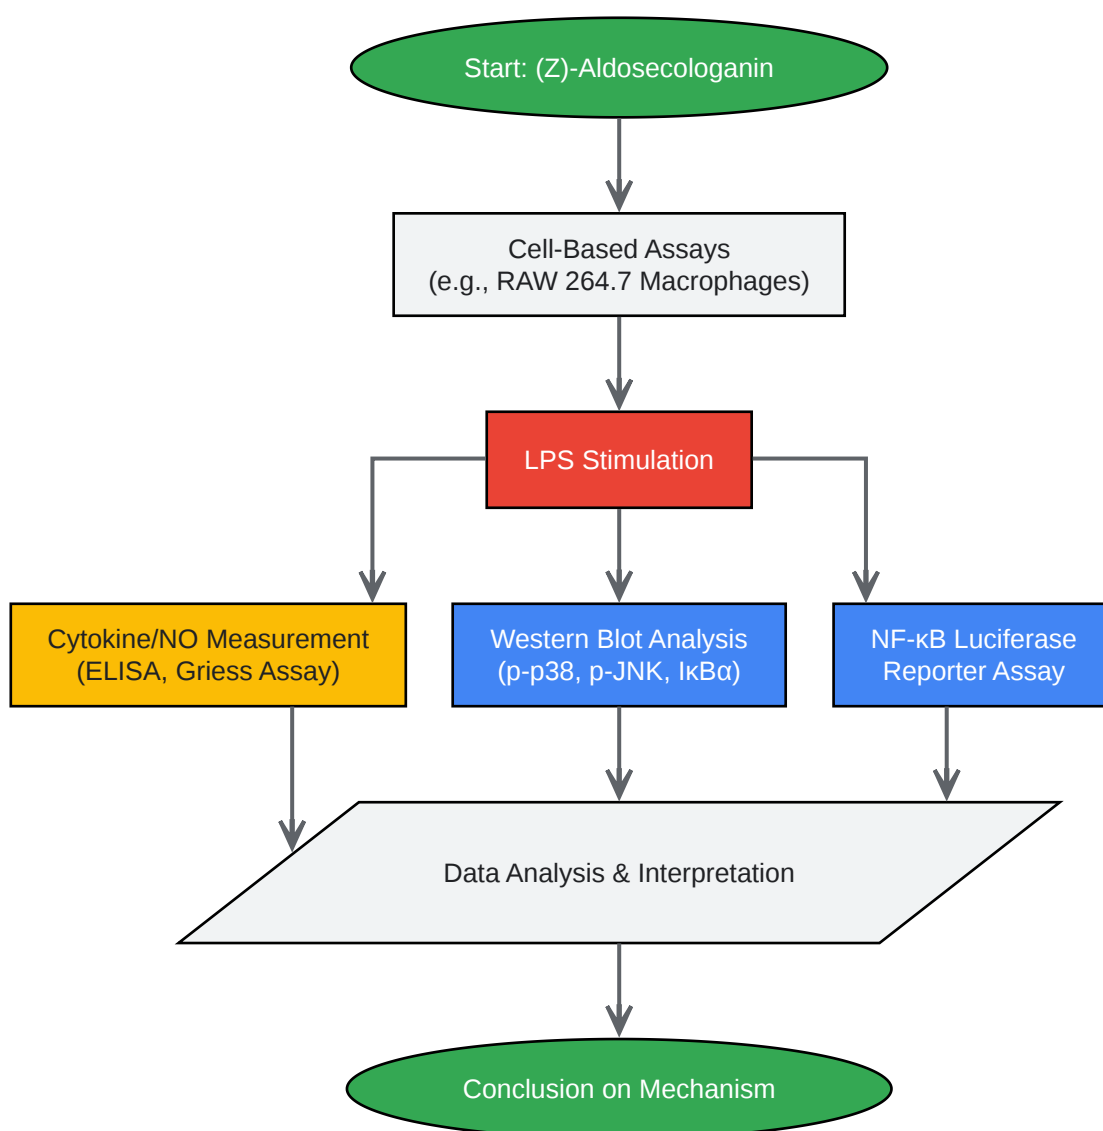 Start: (Z)-Aldosecologanin
Cell-Based Assays
(e.g., RAW 264.7 Macrophages)
LPS Stimulation
Cytokine/NO Measurement
(ELISA, Griess Assay)
Western Blot Analysis
(p-p38, p-JNK, IκBα)
NF-κB Luciferase
Reporter Assay
Data Analysis & Interpretation
Conclusion on Mechanism